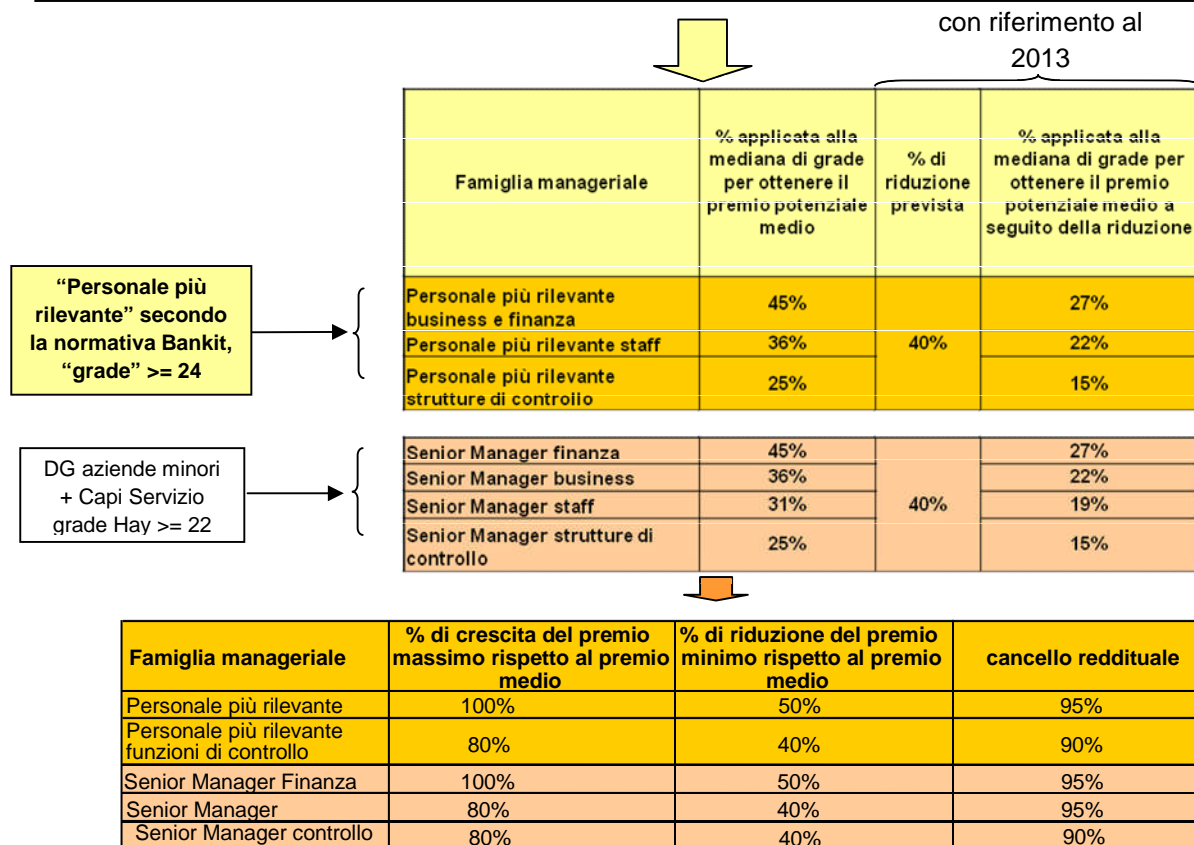 con riferimento al
2013
Famiglia manageriale
% applicata alla
mediana di grade
per ottenere il
premio potenziale
medio
% di
riduzione
prevista
% applicata alla
mediana di grade per
ottenere il premio
potenziale medio a
seguito della riduzione
“Personale più
rilevante” secondo
la normativa Bankit,
“grade” >= 24
Personale più rilevante
business e finanza
45%
27%
Personale più rilevante staff
36%
40%
22%
Personale più rilevante
strutture di controllo
25%
15%
DG aziende minori
+ Capi Servizio
grade Hay >= 22
Senior Manager finanza
45%
27%
Senior Manager business
36%
22%
Senior Manager staff
31%
40%
19%
Senior Manager strutture di
controllo
25%
15%
Famiglia manageriale
% di crescita del premio
massimo rispetto al premio
medio
% di riduzione del premio
minimo rispetto al premio
medio
cancello reddituale
Personale più rilevante
100%
50%
95%
Personale più rilevante
funzioni di controllo
80%
40%
90%
Senior Manager Finanza
100%
50%
95%
Senior Manager
80%
40%
95%
Senior Manager controllo
80%
40%
90%